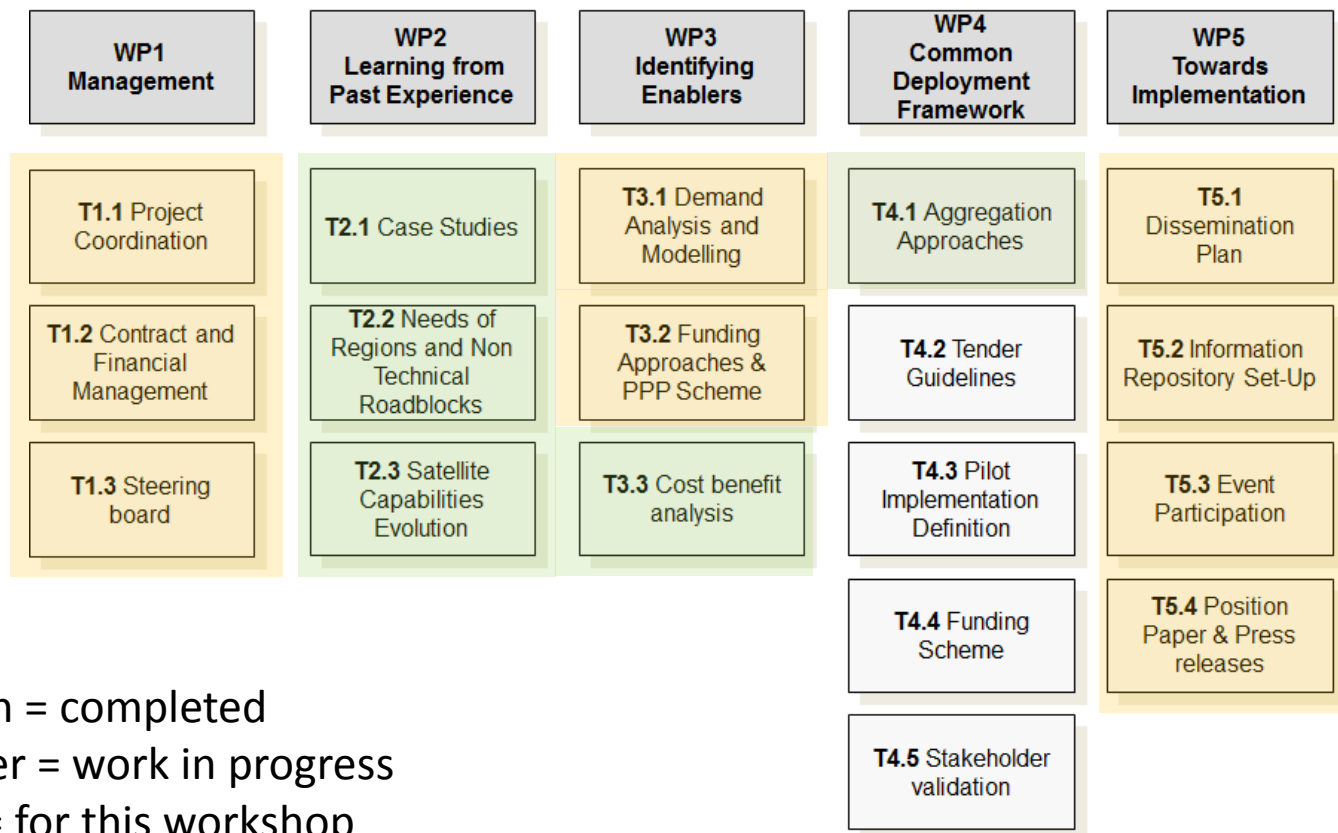 WP1
Management
WP2
Learning from
Past Experience
WP3
Identifying
Enablers
WP4
Common
Deployment
Framework
WP5
Towards
Implementation
T1.1 Project
Coordination
T1.2 Contract and
Financial
Management
T1.3 Steering
board
T2.1 Case Studies
T2.2 Needs of
Regions and Non
Technical
Roadblocks
T2.3 Satellite
Capabilities
Evolution
T3.1 Demand
Analysis and
Modelling
T3.2 Funding
Approaches &
PPP Scheme
T3.3 Cost benefit
analysis
T4.1 Aggregation
Approaches
T4.2 Tender
Guidelines
T4.3 Pilot
Implementation
Definition
T4.4 Funding
Scheme
T4.5 Stakeholder
validation
T5.1
Dissemination
Plan
T5.2 Information
Repository Set-Up
T5.3 Event
Participation
T5.4 Position
Paper & Press
releases
= completed
= work in progress
for this workshop